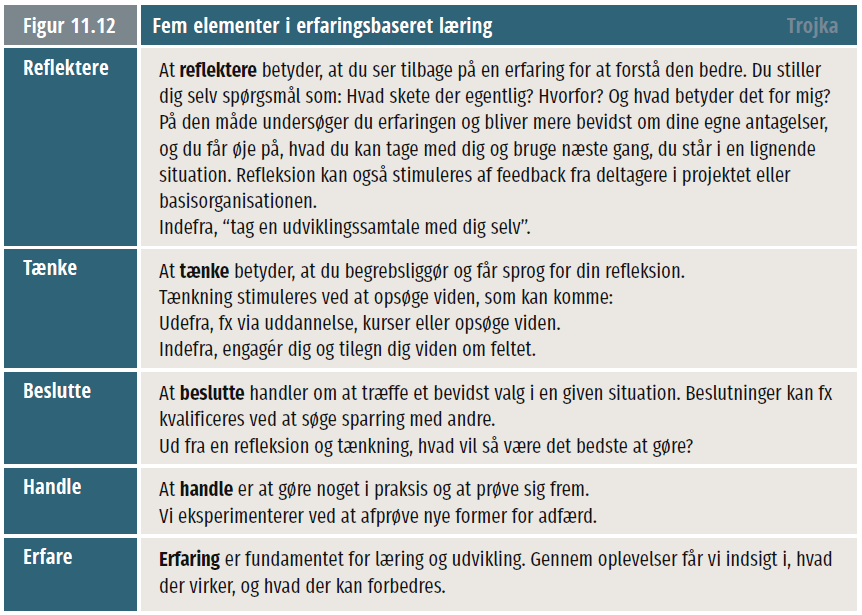 Figur 11.12 Fem elementer i erfaringsbaseret læring Trojka
Reflektere
At reflektere betyder, at du ser tilbage på en erfaring for at forstå den bedre. Du stiller
dig selv spørgsmål som: Hvad skete der egentlig? Hvorfor? Og hvad betyder det for mig?
På den måde undersøger du erfaringen og bliver mere bevidst om dine egne antagelser,
og du får øje på, hvad du kan tage med dig og bruge næste gang, du står i en lignende
situation. Refleksion kan også stimuleres af feedback fra deltagere i projektet eller
basisorganisationen.
Indefra, “tag en udviklingssamtale med dig selv”.
Tænke
At tænke betyder, at du begrebsliggør og får sprog for din refleksion.
Tænkning stimuleres ved at opsøge viden, som kan komme:
Udefra, fx via uddannelse, kurser eller opsøge viden.
Indefra, engagér dig og tilegn dig viden om feltet.
Beslutte
At beslutte handler om at træffe et bevidst valg i en given situation. Beslutninger kan fx
kvalificeres ved at søge sparring med andre.
Ud fra en refleksion og tænkning, hvad vil så være det bedste at gøre?
Handle
At handle er at gøre noget i praksis og at prøve sig frem.
Vi eksperimenterer ved at afprøve nye former for adfærd.
Erfare
Erfaring er fundamentet for læring og udvikling. Gennem oplevelser får vi indsigt i, hvad
der virker, og hvad der kan forbedres.